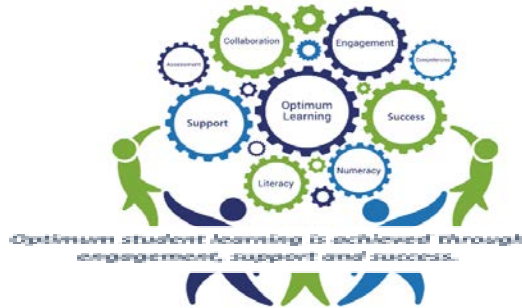 Collaboration
Engagement
Assessment
Competencies
Optimum
Learning
Support
Success
Literacy
Numeracy
Optimum student learning is achieved through
engagement, support and success.